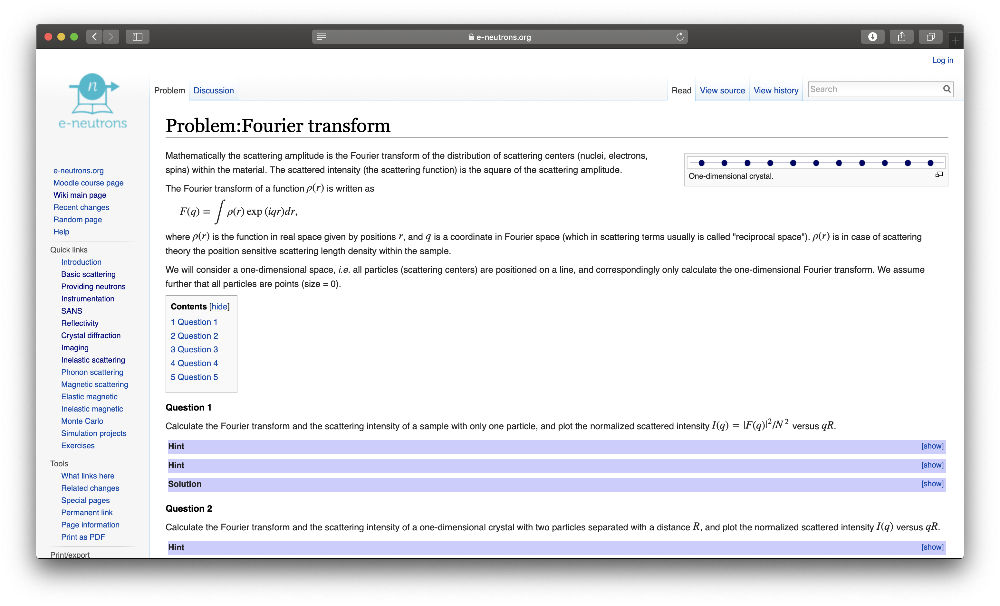 e-neutrons.org
Log in
n
e-neutrons
Problem
Discussion
Read
View source
View history
Search
e-neutrons.org
Moodle course page
Wiki main page
Recent changes
Random page
Help
Quick links
Introduction
Basic scattering
Providing neutrons
Instrumentation
SANS
Reflectivity
Crystal diffraction
Imaging
Inelastic scattering
Phonon scattering
Magnetic scattering
Elastic magnetic
Inelastic magnetic
Monte Carlo
Simulation projects
Exercises
Tools
What links here
Related changes
Special pages
Permanent link
Page information
Print as PDF
Print/export
Problem:Fourier transform
Mathematically the scattering amplitude is the Fourier transform of the distribution of scattering centers (nuclei, electrons,
spins) within the material. The scattered intensity (the scattering function) is the square of the scattering amplitude.
One-dimensional crystal.
The Fourier transform of a function ρ(r) is written as
F(q) = ∫ ρ(r) exp (iqr)dr,
where ρ(r) is the function in real space given by positions r, and q is a coordinate in Fourier space (which in scattering terms usually is called "reciprocal space"). ρ(r) is in case of scattering
theory the position sensitive scattering length density within the sample.
We will consider a one-dimensional space, i.e. all particles (scattering centers) are positioned on a line, and correspondingly only calculate the one-dimensional Fourier transform. We assume
further that all particles are points (size = 0).
Contents [hide]
1 Question 1
2 Question 2
3 Question 3
4 Question 4
5 Question 5
Question 1
Calculate the Fourier transform and the scattering intensity of a sample with only one particle, and plot the normalized scattered intensity I(q) = |F(q)|²/N² versus qR.
Hint [show]
Hint [show]
Solution [show]
Question 2
Calculate the Fourier transform and the scattering intensity of a one-dimensional crystal with two particles separated with a distance R, and plot the normalized scattered intensity I(q) versus qR.
Hint [show]